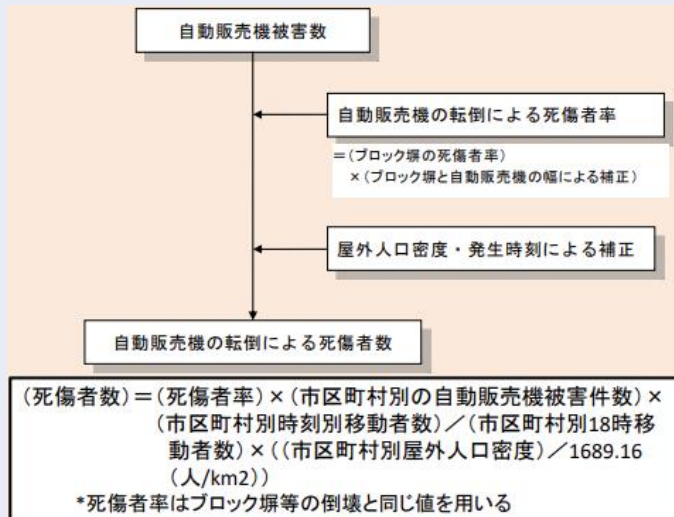 自動販売機被害数
自動販売機の転倒による死傷者率
＝(ブロック塀の死傷者率)
×(ブロック塀と自動販売機の幅による補正)
屋外人口密度・発生時刻による補正
自動販売機の転倒による死傷者数
(死傷者数)＝(死傷者率)×(市区町村別の自動販売機被害件数)×
(市区町村別時刻別移動者数)／(市区町村別18時移
動者数)×((市区町村別屋外人口密度)／1689.16
(人/km2))
*死傷者率はブロック塀等の倒壊と同じ値を用いる